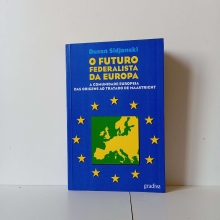 Dusan Sidjanski
O FUTURO
FEDERALISTA
DA EUROPA
A COMUNIDADE EUROPEIA
DAS ORIGENS AO TRATADO DE MAASTRICHT
gradiva